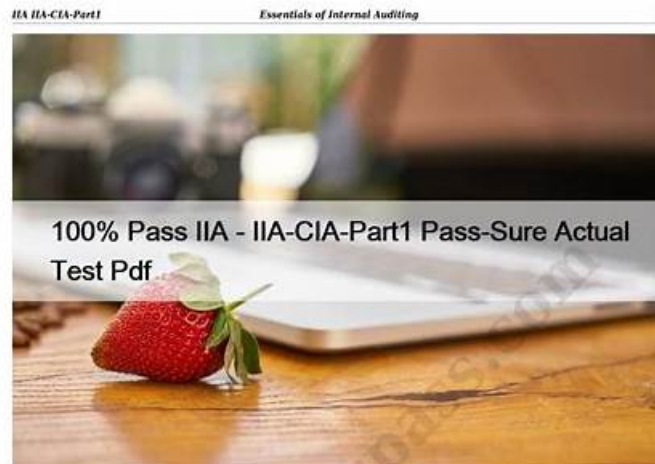 IIA IIA-CIA-Part1 Essentials of Internal Auditing
100% Pass IIA - IIA-CIA-Part1 Pass-Sure Actual
Test Pdf